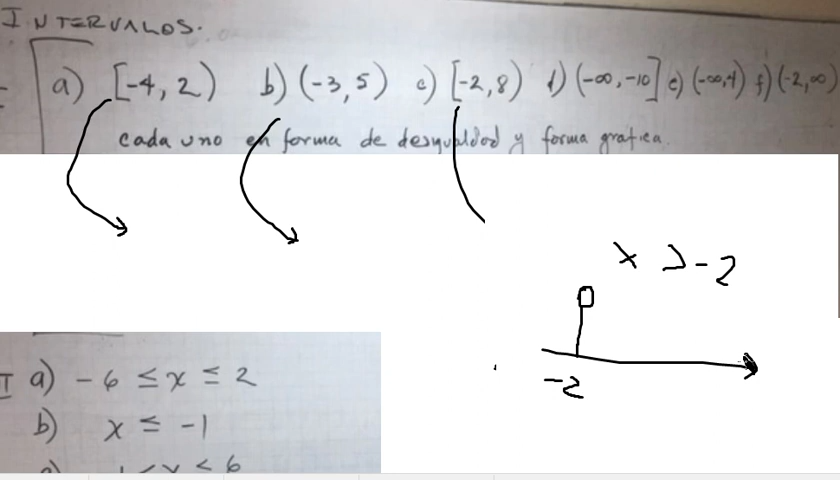 INTERVALOS.
a) [-4, 2) b) (-3, 5) c) [-2, 8) d) (-∞, -10] e) (-∞, 4) f) (-2, ∞)
cada uno en forma de desigualdad y forma grafica.
x > -2
-2
I a) -6 ≤ x ≤ 2
b) x ≤ -1